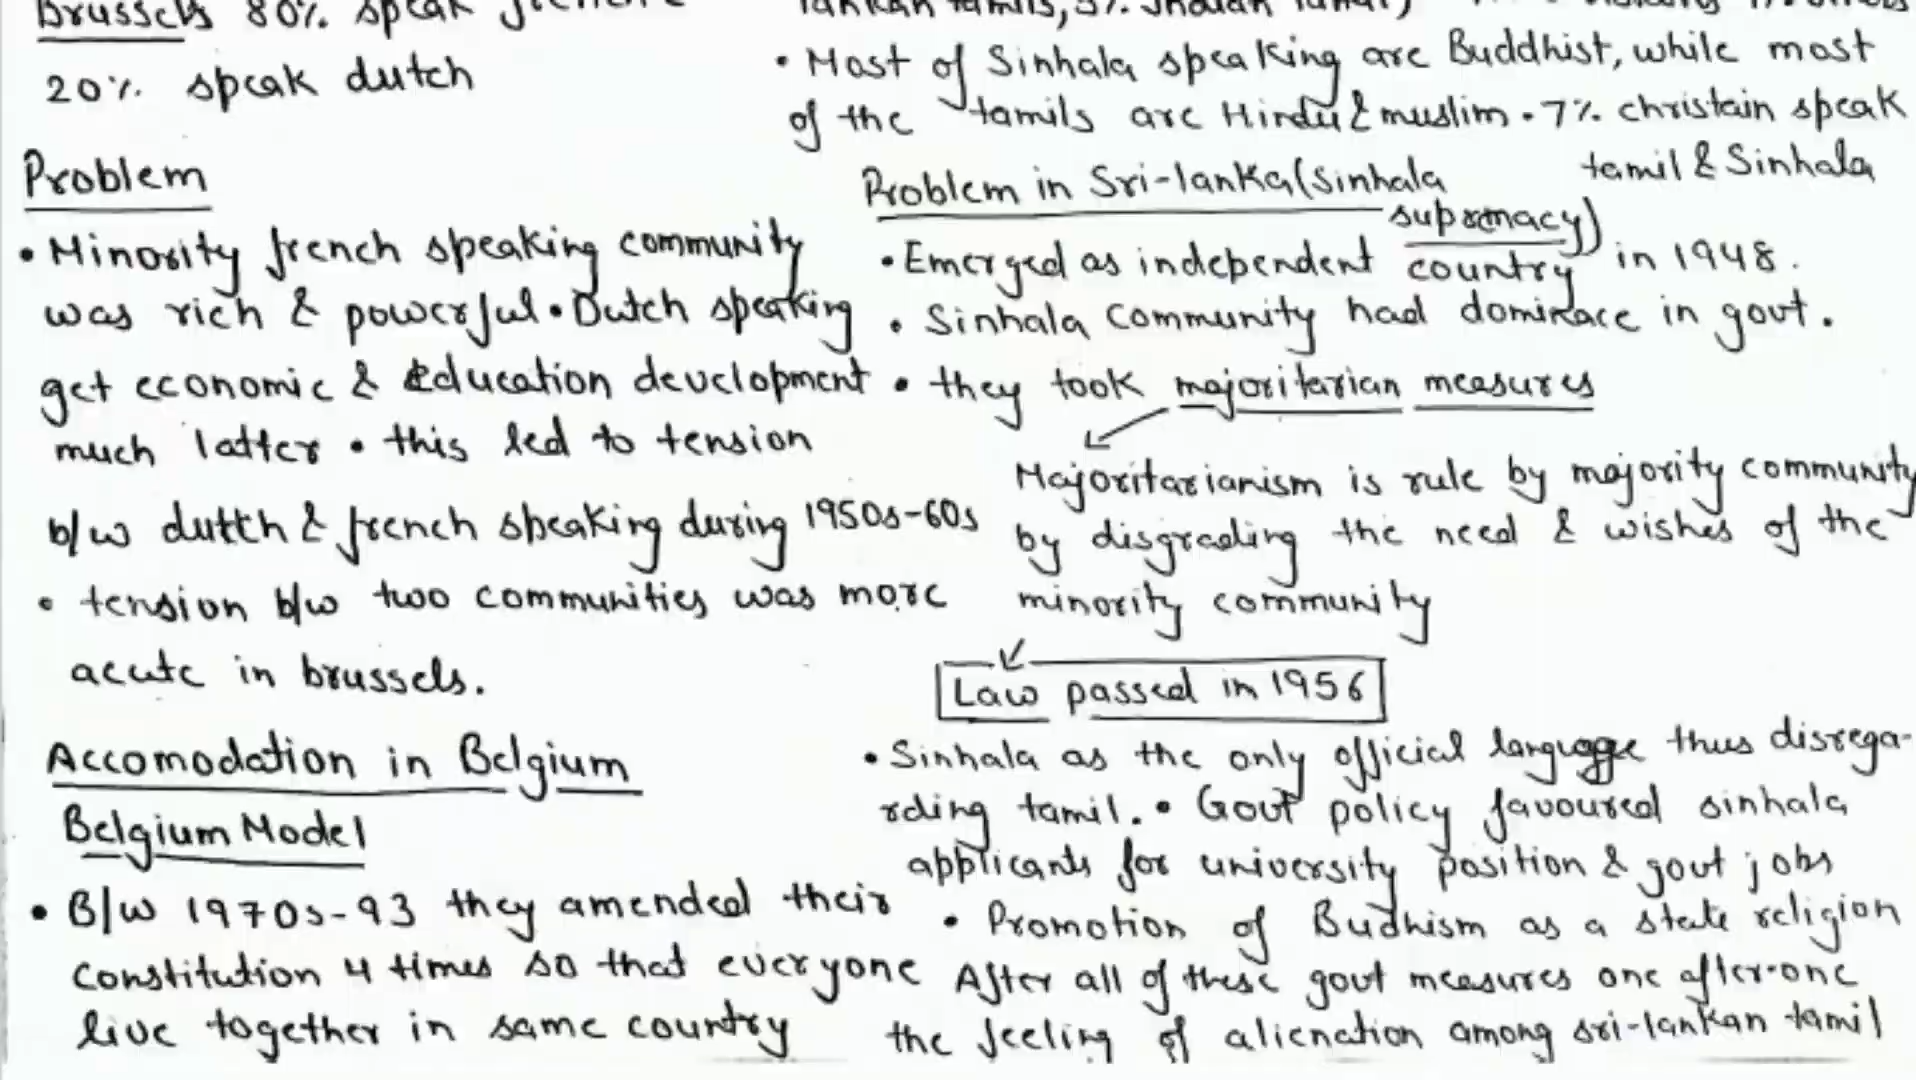 Brussels 80% speak french
20% speak dutch
Problem
• Minority french speaking community
was rich & powerful • Dutch speaking
get economic & education development
much latter • this led to tension
b/w dutch & french speaking during 1950s-60s
• tension b/w two communities was more
acute in brussels.
Accomodation in Belgium
Belgium Model
• B/w 1970s-93 they amended their
Constitution 4 times so that everyone
live together in same country
lankan tamils, 5% Indian tamil)
• Most of Sinhala speaking are Buddhist, while most
of the tamils are Hindu & muslim • 7% christain speak
tamil & Sinhala
Problem in Sri-lanka (Sinhala
supremacy)
• Emerged as independent country in 1948.
• Sinhala Community had dominace in govt.
• they took majoritarian measures
Majoritarianism is rule by majority community
by disgrading the need & wishes of the
minority community
Law passed in 1956
• Sinhala as the only official language thus disrega-
rding tamil. • Govt policy favoured sinhala
applicants for university position & govt jobs
• Promotion of Budhism as a state religion
After all of these govt measures one after-one
the feeling of alienation among sri-lankan tamil